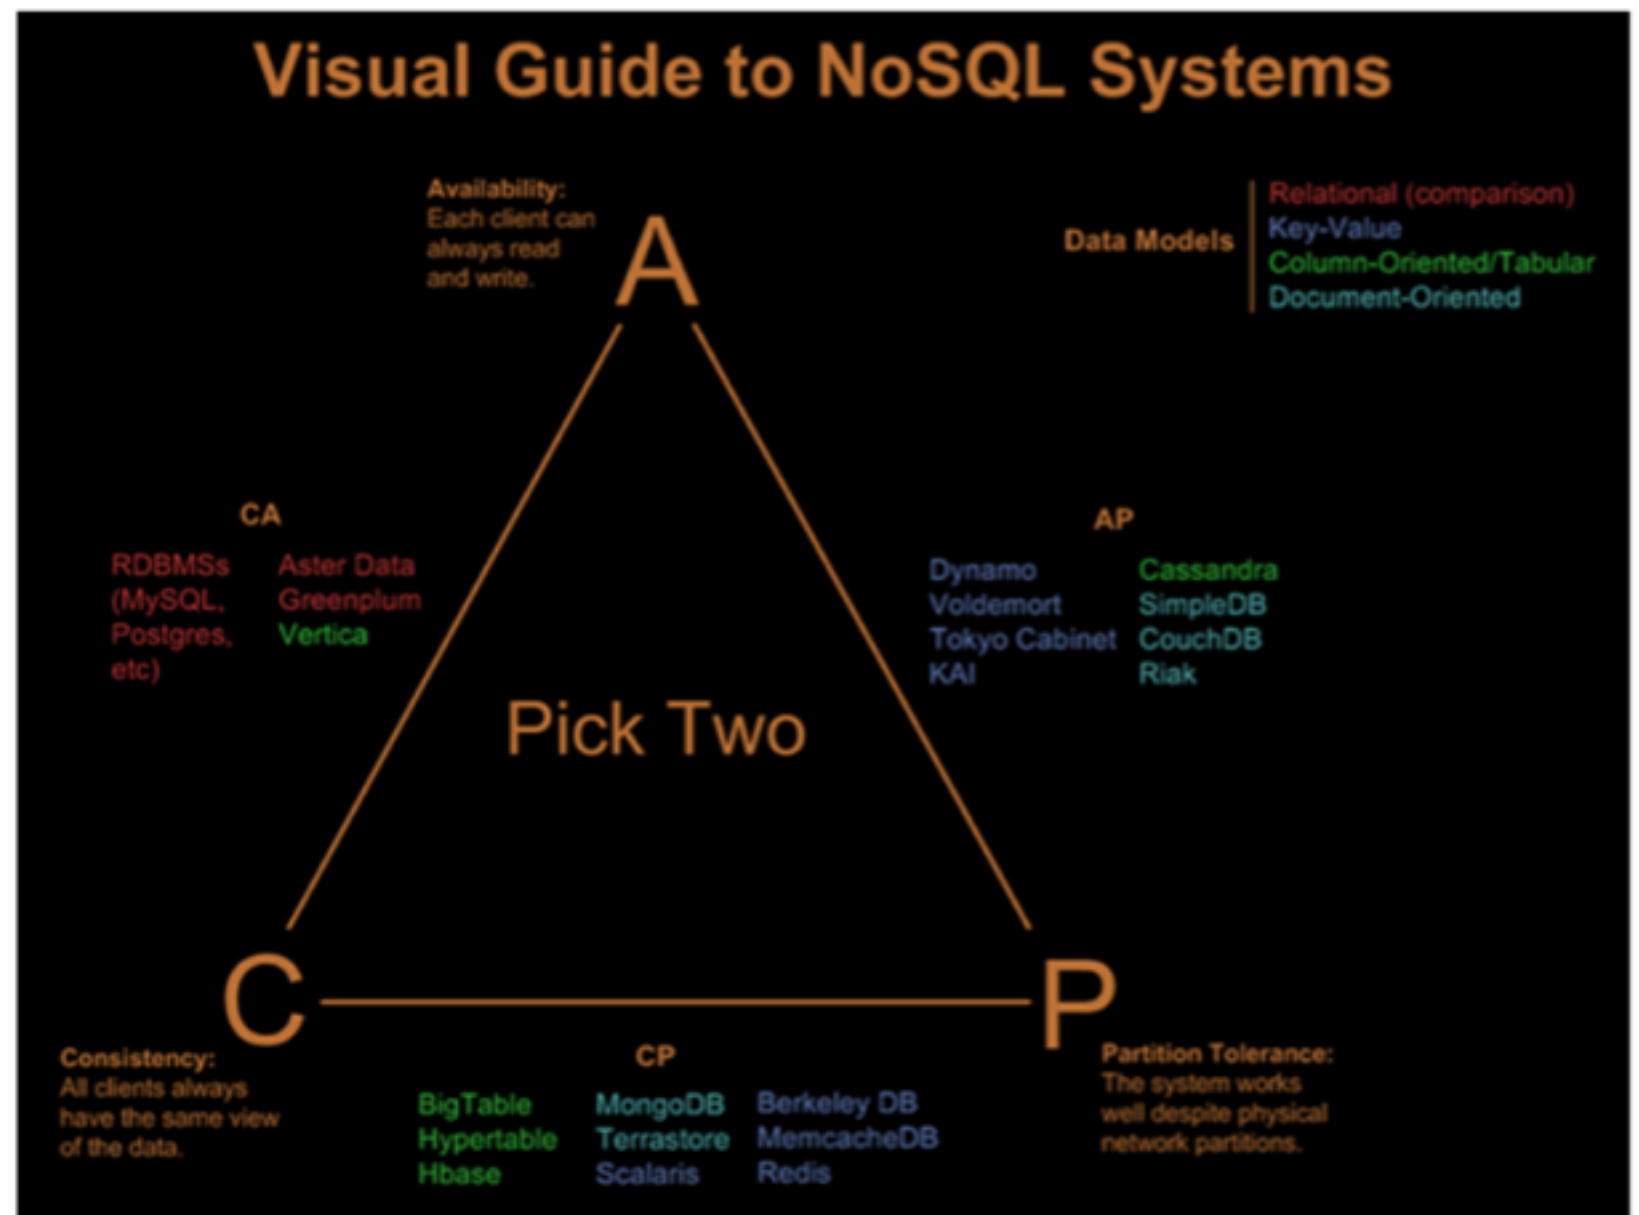 Visual Guide to NoSQL Systems
Availability:
Each client can
always read
and write.
A
Data Models
Relational (comparison)
Key-Value
Column-Oriented/Tabular
Document-Oriented
CA
RDBMSs
(MySQL,
Postgres,
etc)
Aster Data
Greenplum
Vertica
AP
Dynamo
Voldemort
Tokyo Cabinet
KAI
Cassandra
SimpleDB
CouchDB
Riak
Pick Two
C
P
Consistency:
All clients always
have the same view
of the data.
CP
BigTable
Hypertable
Hbase
MongoDB
Terrastore
Scalaris
Berkeley DB
MemcacheDB
Redis
Partition Tolerance:
The system works
well despite physical
network partitions.